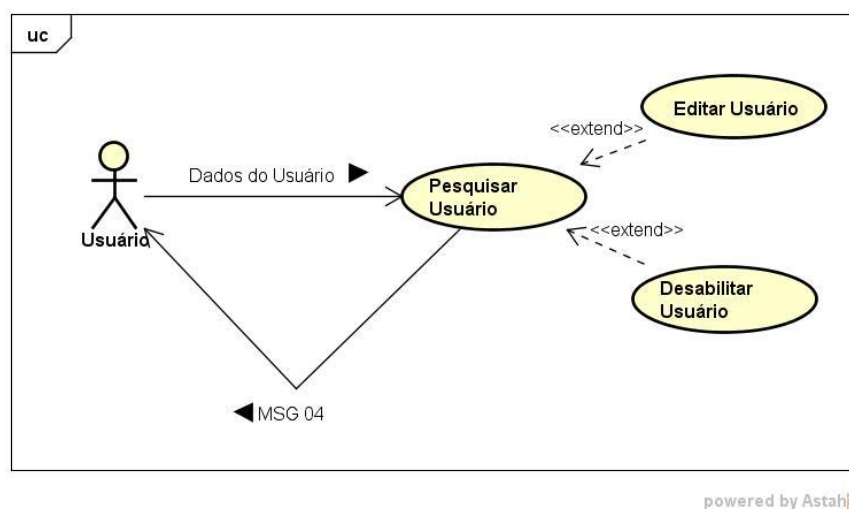 uc
Editar Usuário
<<extend>>
Dados do Usuário
Pesquisar
Usuário
Usuário
<<extend>>
Desabilitar
Usuário
MSG 04
powered by Astah